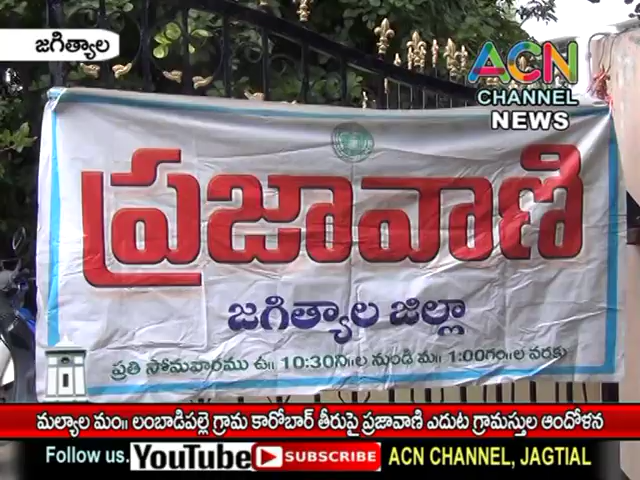 జగిత్యాల
ACN
CHANNEL
NEWS
ప్రజావాణి
జగిత్యాల జిల్లా
ప్రతి సోమవారము ఉ॥ 10:30ని॥ల నుండి మ॥ 1:00గం॥ల వరకు
మల్యాల మం॥ లంబాడిపల్లె గ్రామ కారోబార్ తీరుపై ప్రజావాణి ఎదుట గ్రామస్తుల ఆందోళన
Follow us. YouTube SUBSCRIBE ACN CHANNEL, JAGTIAL